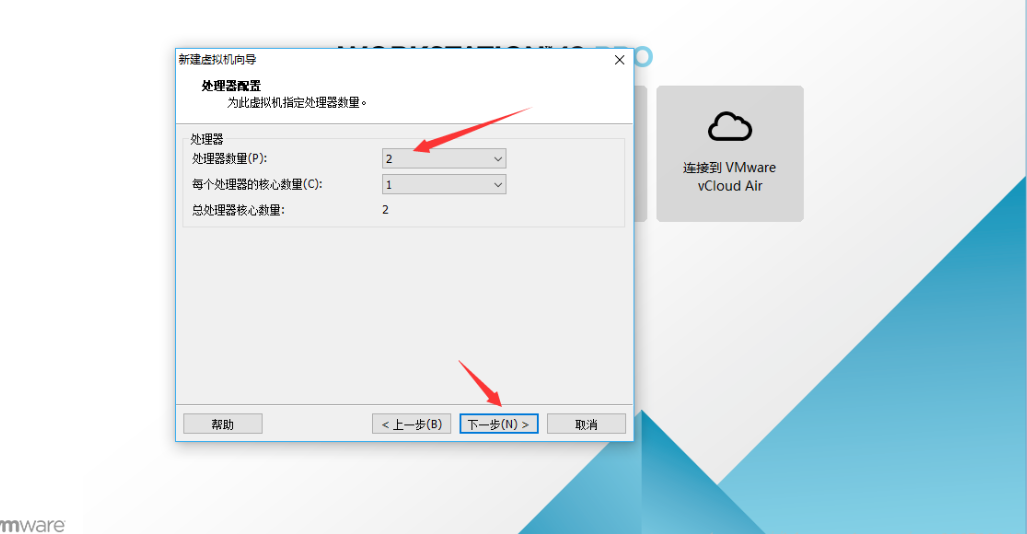 新建虚拟机向导
处理器配置
为此虚拟机指定处理器数量。
处理器
处理器数量(P):
2
每个处理器的核心数量(C):
1
总处理器核心数量:
2
帮助
< 上一步(B)
下一步(N) >
取消
连接到 VMware
vCloud Air
vmware